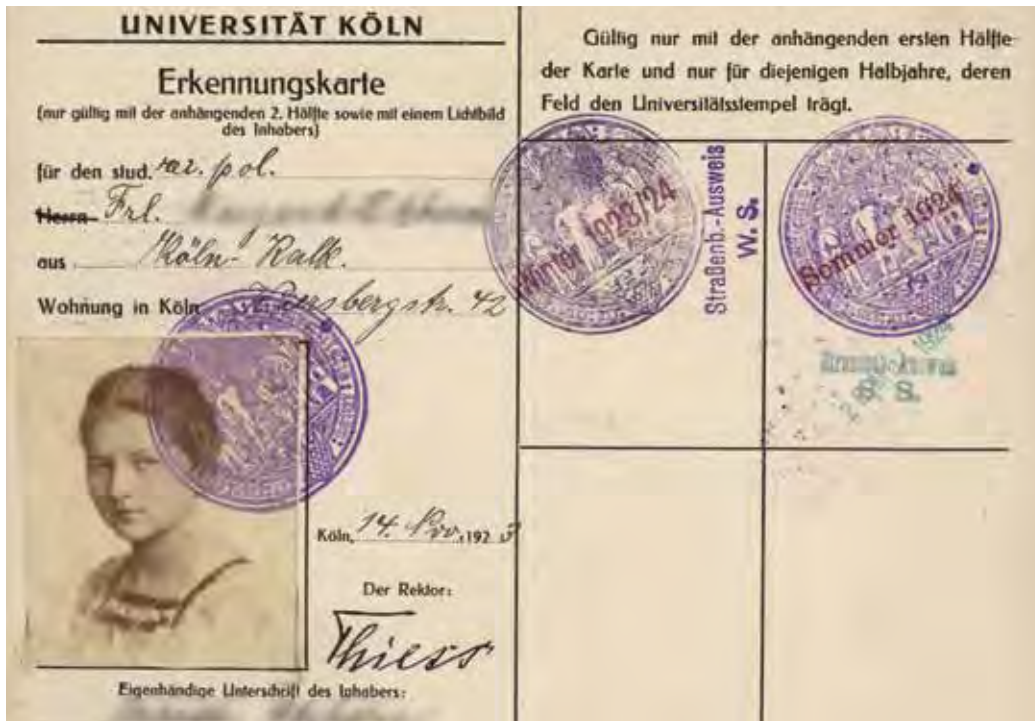 UNIVERSITÄT KÖLN
Erkennungskarte
(nur gültig mit der anhängenden 2. Hälfte sowie mit einem Lichtbild
des Inhabers)
für den stud. rer. pol.
Herrn Frl.
aus Köln-Kalk.
Wohnung in Köln 42
Köln, 14. Nov. 1923
Der Rektor:
Thiess
Eigenhändige Unterschrift des Inhabers:
Gültig nur mit der anhängenden ersten Hälfte
der Karte und nur für diejenigen Halbjahre, deren
Feld den Universitätsstempel trägt.
Winter 1923/24
Straßenb.-Ausweis
W. S.
Sommer 1924
S. S.